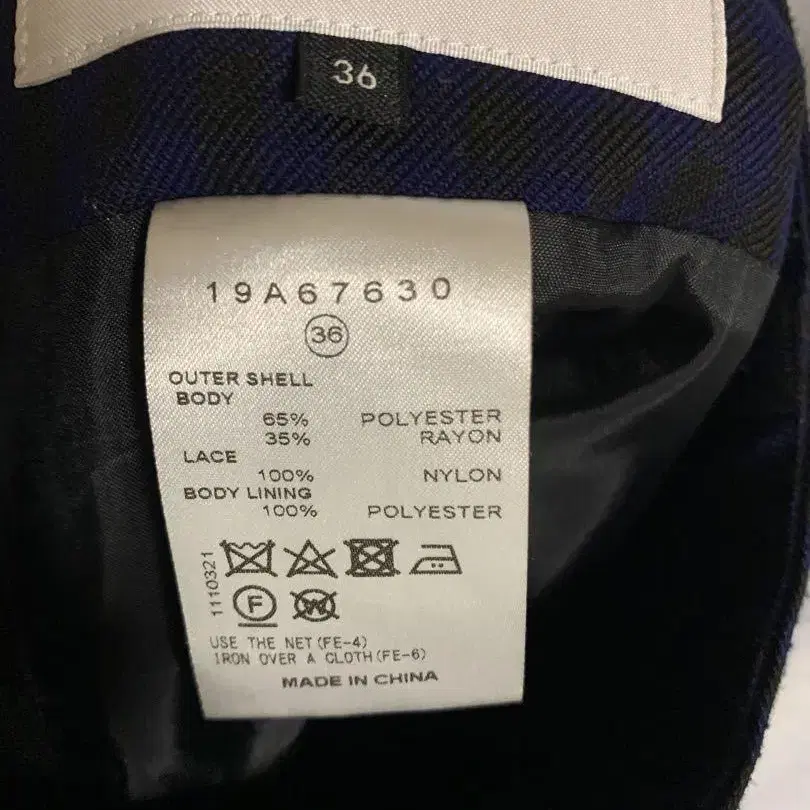 36
19A67630
36
OUTER SHELL
BODY
65% POLYESTER
35% RAYON
LACE
100% NYLON
BODY LINING
100% POLYESTER
1110321
F W
USE THE NET(FE-4)
IRON OVER A CLOTH(FE-6)
MADE IN CHINA